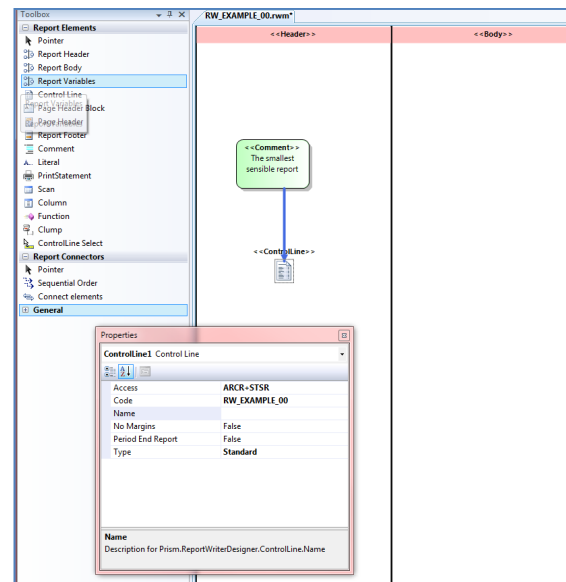 Toolbox
RW_EXAMPLE_00.rwm*
Report Elements
Pointer
Report Header
Report Body
Report Variables
Control Line
Report Variables
Page Header Block
Page Header
Report Footer
Comment
A... Literal
PrintStatement
Scan
Column
Function
Clump
ControlLine Select
Report Connectors
Pointer
Sequential Order
Connect elements
General
<<Header>>
<<Body>>
<<Comment>>
The smallest
sensible report
<<ControlLine>>
Properties
ControlLine1 Control Line
Access ARCR+STSR
Code RW_EXAMPLE_00
Name
No Margins False
Period End Report False
Type Standard
Name
Description for Prism.ReportWriterDesigner.ControlLine.Name